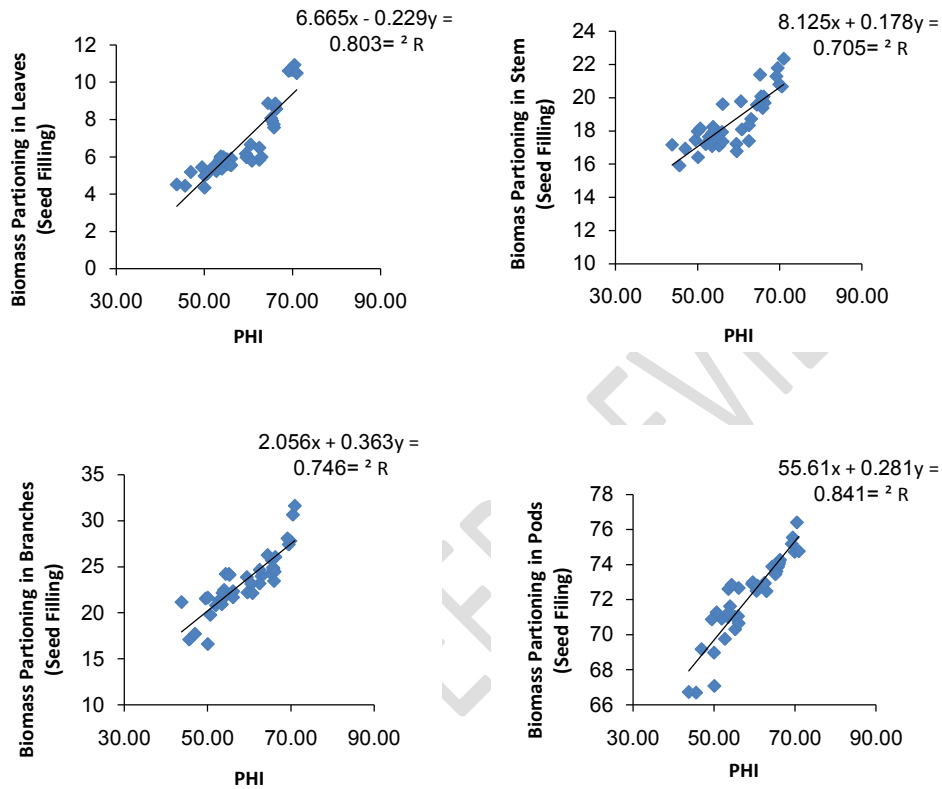 6.665x - 0.229y =
0.803= ² R
Biomass Partioning in Leaves
(Seed Filling)
12
10
8
6
4
2
0
30.00 50.00 70.00 90.00
PHI
8.125x + 0.178y =
0.705= ² R
Biomas Partioning in Stem
(Seed Filling)
24
22
20
18
16
14
12
10
30.00 50.00 70.00 90.00
PHI
2.056x + 0.363y =
0.746= ² R
Biomass Partioning in Branches
(Seed Filling)
35
30
25
20
15
10
30.00 50.00 70.00 90.00
PHI
55.61x + 0.281y =
0.841= ² R
Biomass Partioning in Pods
(Seed Filing)
78
76
74
72
70
68
66
30.00 50.00 70.00 90.00
PHI